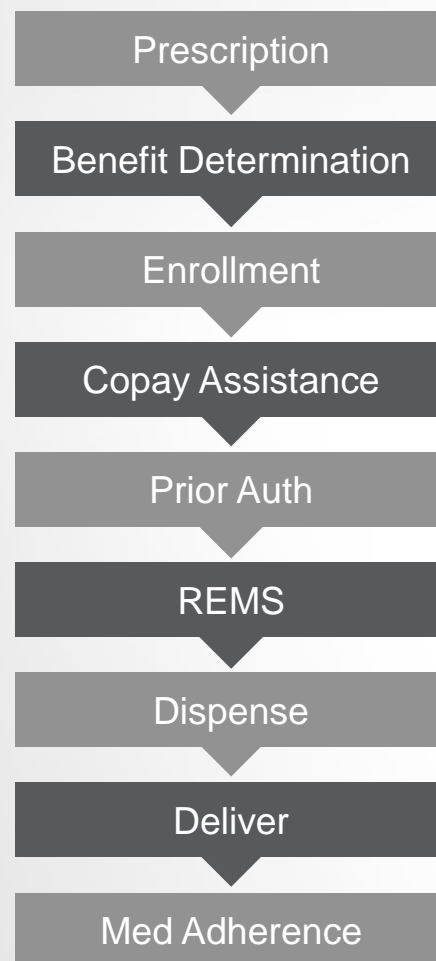 Prescription
Benefit Determination
Enrollment
Copay Assistance
Prior Auth
REMS
Dispense
Deliver
Med Adherence